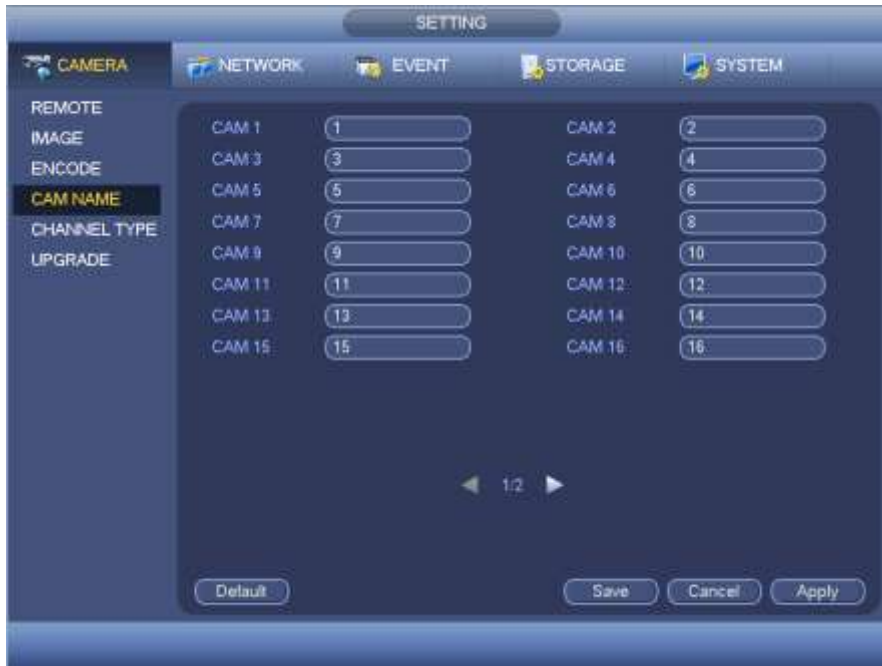 SETTING
CAMERA NETWORK EVENT STORAGE SYSTEM
REMOTE
IMAGE
ENCODE
CAM NAME
CHANNEL TYPE
UPGRADE
CAM 1 1 CAM 2 2
CAM 3 3 CAM 4 4
CAM 5 5 CAM 6 6
CAM 7 7 CAM 8 8
CAM 9 9 CAM 10 10
CAM 11 11 CAM 12 12
CAM 13 13 CAM 14 14
CAM 15 15 CAM 16 16
1/2
Default Save Cancel Apply